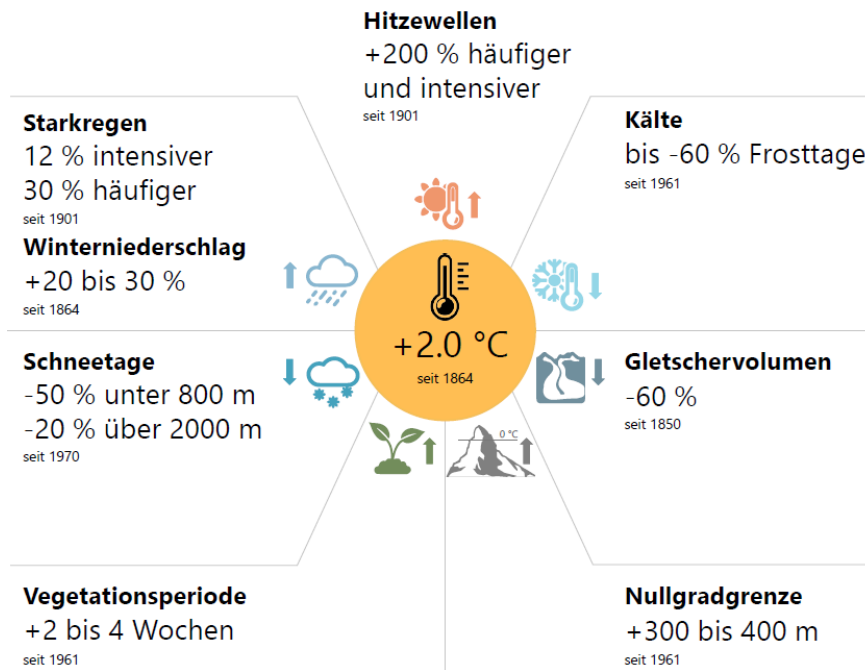 Hitzewellen
+200 % häufiger
und intensiver
seit 1901
Starkregen
12 % intensiver
30 % häufiger
seit 1901
Winterniederschlag
+20 bis 30 %
seit 1864
Kälte
bis -60 % Frosttage
seit 1961
+2.0 °C
seit 1864
Schneetage
-50 % unter 800 m
-20 % über 2000 m
seit 1970
Gletschervolumen
-60 %
seit 1850
0 °C
Vegetationsperiode
+2 bis 4 Wochen
seit 1961
Nullgradgrenze
+300 bis 400 m
seit 1961